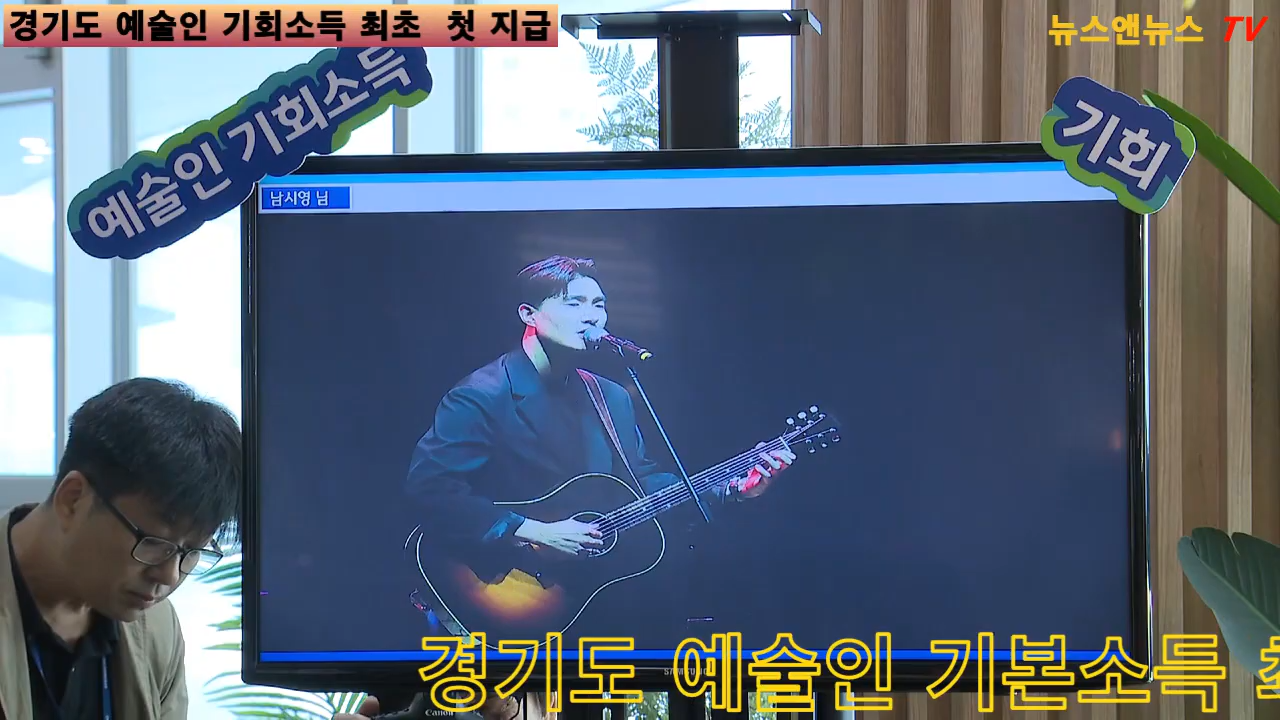 경기도 예술인 기회소득 최초 첫 지급
뉴스앤뉴스 TV
예술인 기회소득
기회
남시영 님
SAMSUNG
경기도 예술인 기본소득
Canon